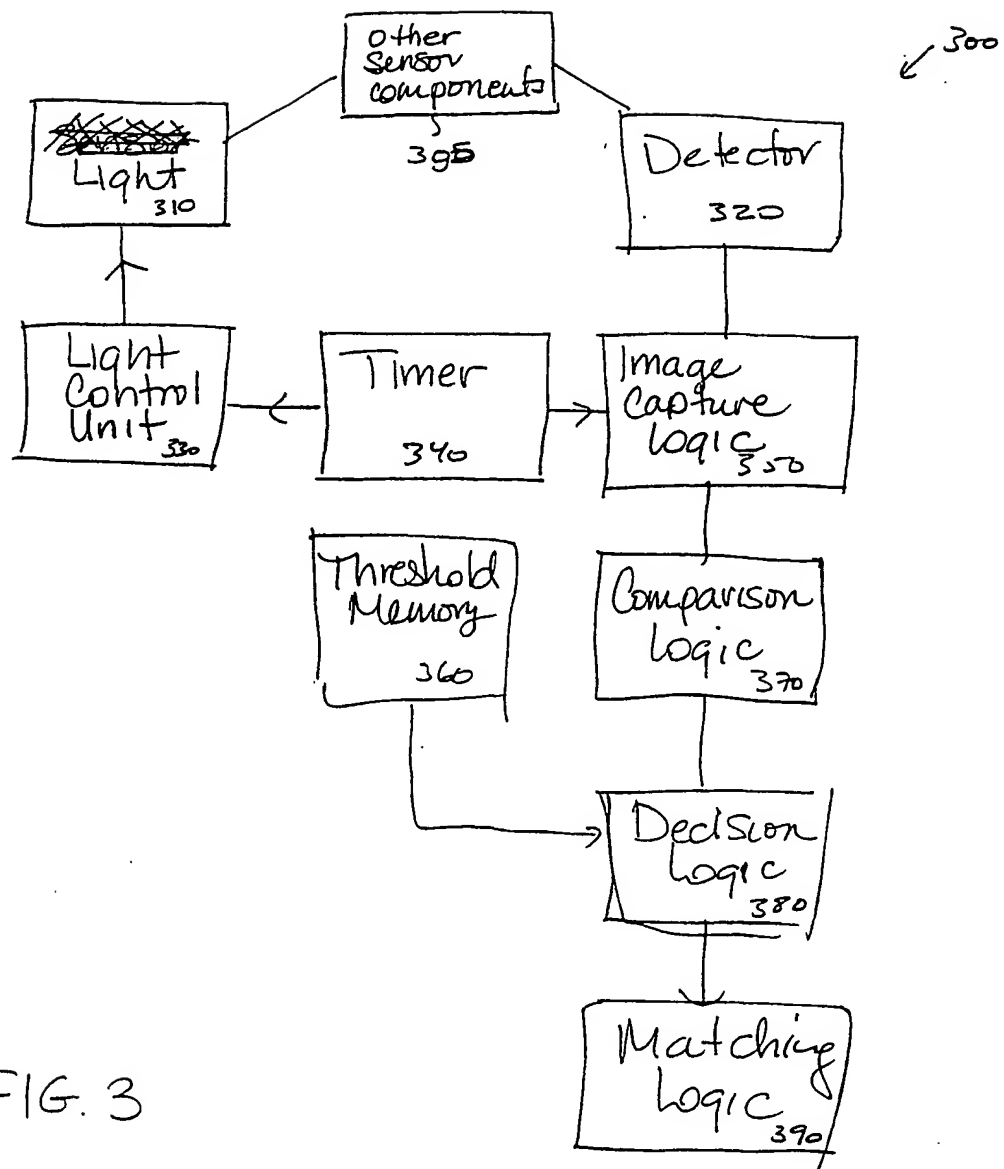 other
sensor
components
395
300
Light
310
Detector
320
Light
Control
Unit
330
Timer
340
Image
Capture
Logic
350
Threshold
Memory
360
Comparison
Logic
370
Decision
Logic
380
Matching
Logic
390
FIG. 3